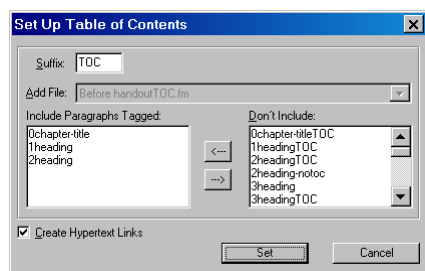 Set Up Table of Contents
Suffix: TOC
Add File: Before handoutTOC.fm
Include Paragraphs Tagged:
0chapter-title
1heading
2heading
<---
--->
Don't Include:
0chapter-titleTOC
1headingTOC
2headingTOC
2heading-notoc
3heading
3headingTOC
Create Hypertext Links
Set
Cancel